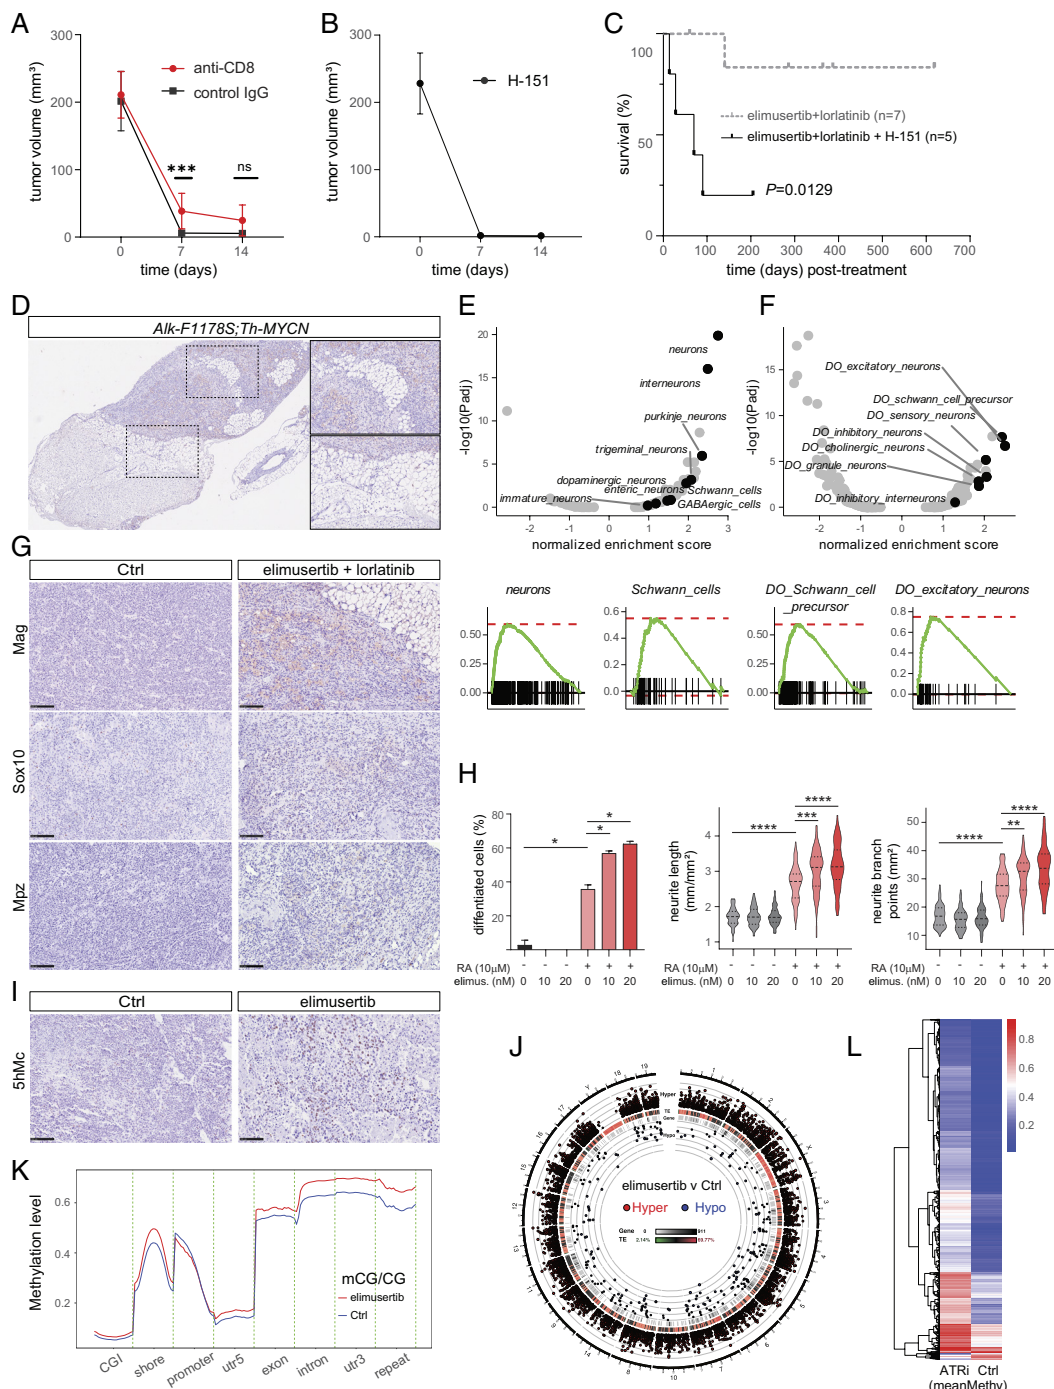 A
300
200
100
0
tumor volume (mm³)
anti-CD8
control IgG
***
ns
0 7 14
time (days)
B
300
200
100
0
tumor volume (mm³)
H-151
0 7 14
time (days)
C
100
50
0
survival (%)
elimusertib+lorlatinib (n=7)
elimusertib+lorlatinib + H-151 (n=5)
P=0.0129
0 100 200 300 400 500 600 700
time (days) post-treatment
D
Alk-F1178S;Th-MYCN
E
20
15
10
5
0
-log10(Padj)
neurons
interneurons
purkinje_neurons
trigeminal_neurons
dopaminergic_neurons
enteric_neurons
Schwann_cells
immature_neurons
GABAergic_cells
-2 -1 0 1 2 3
normalized enrichment score
F
15
10
5
0
-log10(Padj)
DO_excitatory_neurons
DO_schwann_cell_precursor
DO_sensory_neurons
DO_inhibitory_neurons
DO_cholinergic_neurons
DO_granule_neurons
DO_inhibitory_interneurons
-2 -1 0 1 2
normalized enrichment score
neurons
0.50
0.25
0.00
Schwann_cells
0.6
0.4
0.2
0.0
DO_Schwann_cell
_precursor
0.50
0.25
0.00
DO_excitatory_neurons
0.8
0.6
0.4
0.2
0.0
G
Ctrl
elimusertib + lorlatinib
Mag
Sox10
Mpz
H
80
60
40
20
diffentiated cells (%)
* * *
RA (10µM) - - - + + +
elimus. (nM) 0 10 20 0 10 20
4
3
2
1
neurite length
(mm/mm²)
**** *** ****
RA (10µM) - - - + + +
elimus. (nM) 0 10 20 0 10 20
50
40
30
20
10
neurite branch
points (mm²)
**** ** ****
RA (10µM) - - - + + +
elimus. (nM) 0 10 20 0 10 20
I
Ctrl
elimusertib
5hMc
J
Hyper
TE
Gene
Hypo
elimusertib v Ctrl
Hyper Hypo
Gene 0 911
TE 2.14% 69.77%
K
0.6
0.4
0.2
Methylation level
mCG/CG
elimusertib
Ctrl
CGI shore promoter utr5 exon intron utr3 repeat
L
0.8
0.6
0.4
0.2
ATRi Ctrl
(meanMethy)